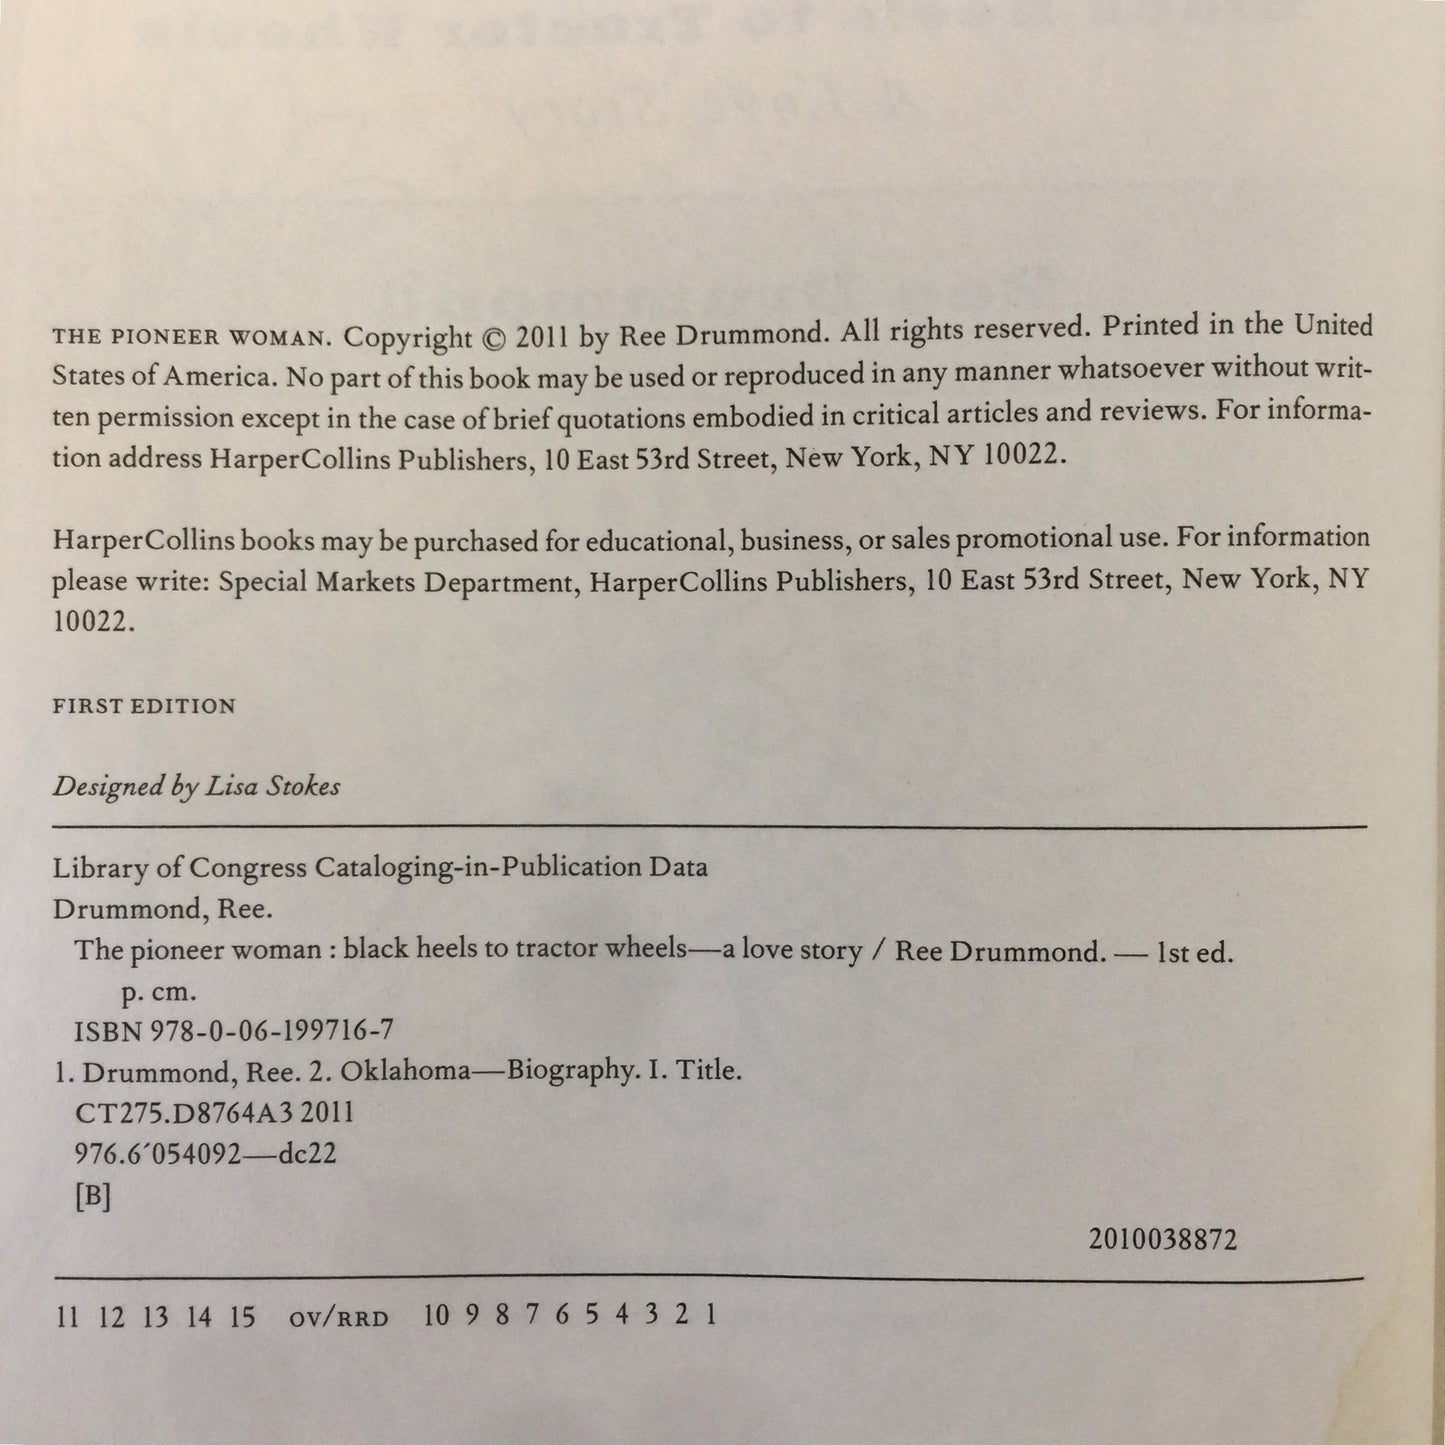 THE PIONEER WOMAN. Copyright © 2011 by Ree Drummond. All rights reserved. Printed in the United
States of America. No part of this book may be used or reproduced in any manner whatsoever without writ-
ten permission except in the case of brief quotations embodied in critical articles and reviews. For informa-
tion address HarperCollins Publishers, 10 East 53rd Street, New York, NY 10022.
HarperCollins books may be purchased for educational, business, or sales promotional use. For information
please write: Special Markets Department, HarperCollins Publishers, 10 East 53rd Street, New York, NY
10022.
FIRST EDITION
Designed by Lisa Stokes
Library of Congress Cataloging-in-Publication Data
Drummond, Ree.
The pioneer woman : black heels to tractor wheels—a love story / Ree Drummond. — 1st ed.
p. cm.
ISBN 978-0-06-199716-7
1. Drummond, Ree. 2. Oklahoma—Biography. I. Title.
CT275.D8764A3 2011
976.6´054092—dc22
[B]
2010038872
11 12 13 14 15 OV/RRD 10 9 8 7 6 5 4 3 2 1